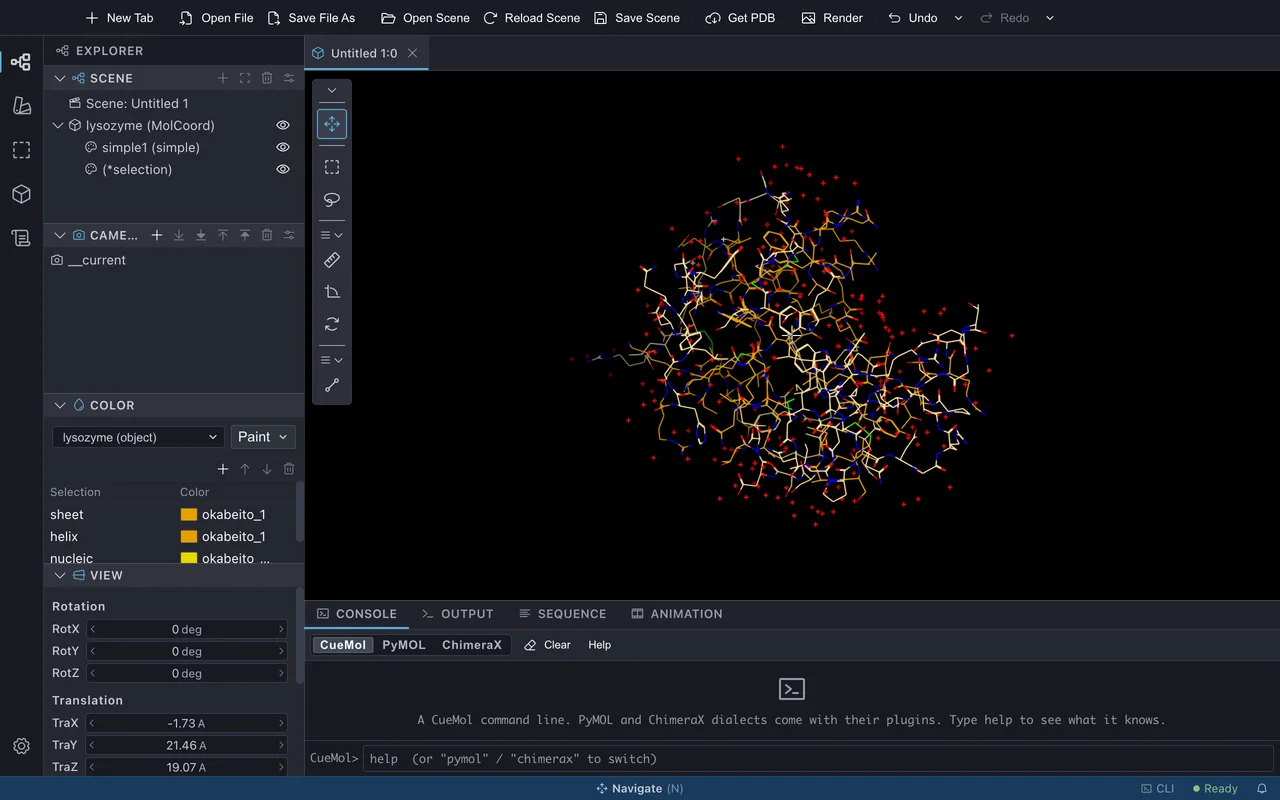 New Tab Open File Save File As Open Scene Reload Scene Save Scene Get PDB Render Undo Redo
EXPLORER
Untitled 1:0
SCENE
Scene: Untitled 1
lysozyme (MolCoord)
simple1 (simple)
(*selection)
CAME...
__current
COLOR
lysozyme (object) Paint
Selection Color
sheet okabeito_1
helix okabeito_1
nucleic okabeito_...
VIEW
Rotation
RotX 0 deg
RotY 0 deg
RotZ 0 deg
Translation
TraX -1.73 A
TraY 21.46 A
TraZ 19.07 A
CONSOLE OUTPUT SEQUENCE ANIMATION
CueMol PyMOL ChimeraX Clear Help
A CueMol command line. PyMOL and ChimeraX dialects come with their plugins. Type help to see what it knows.
CueMol> help (or "pymol" / "chimerax" to switch)
Navigate (N) CLI Ready